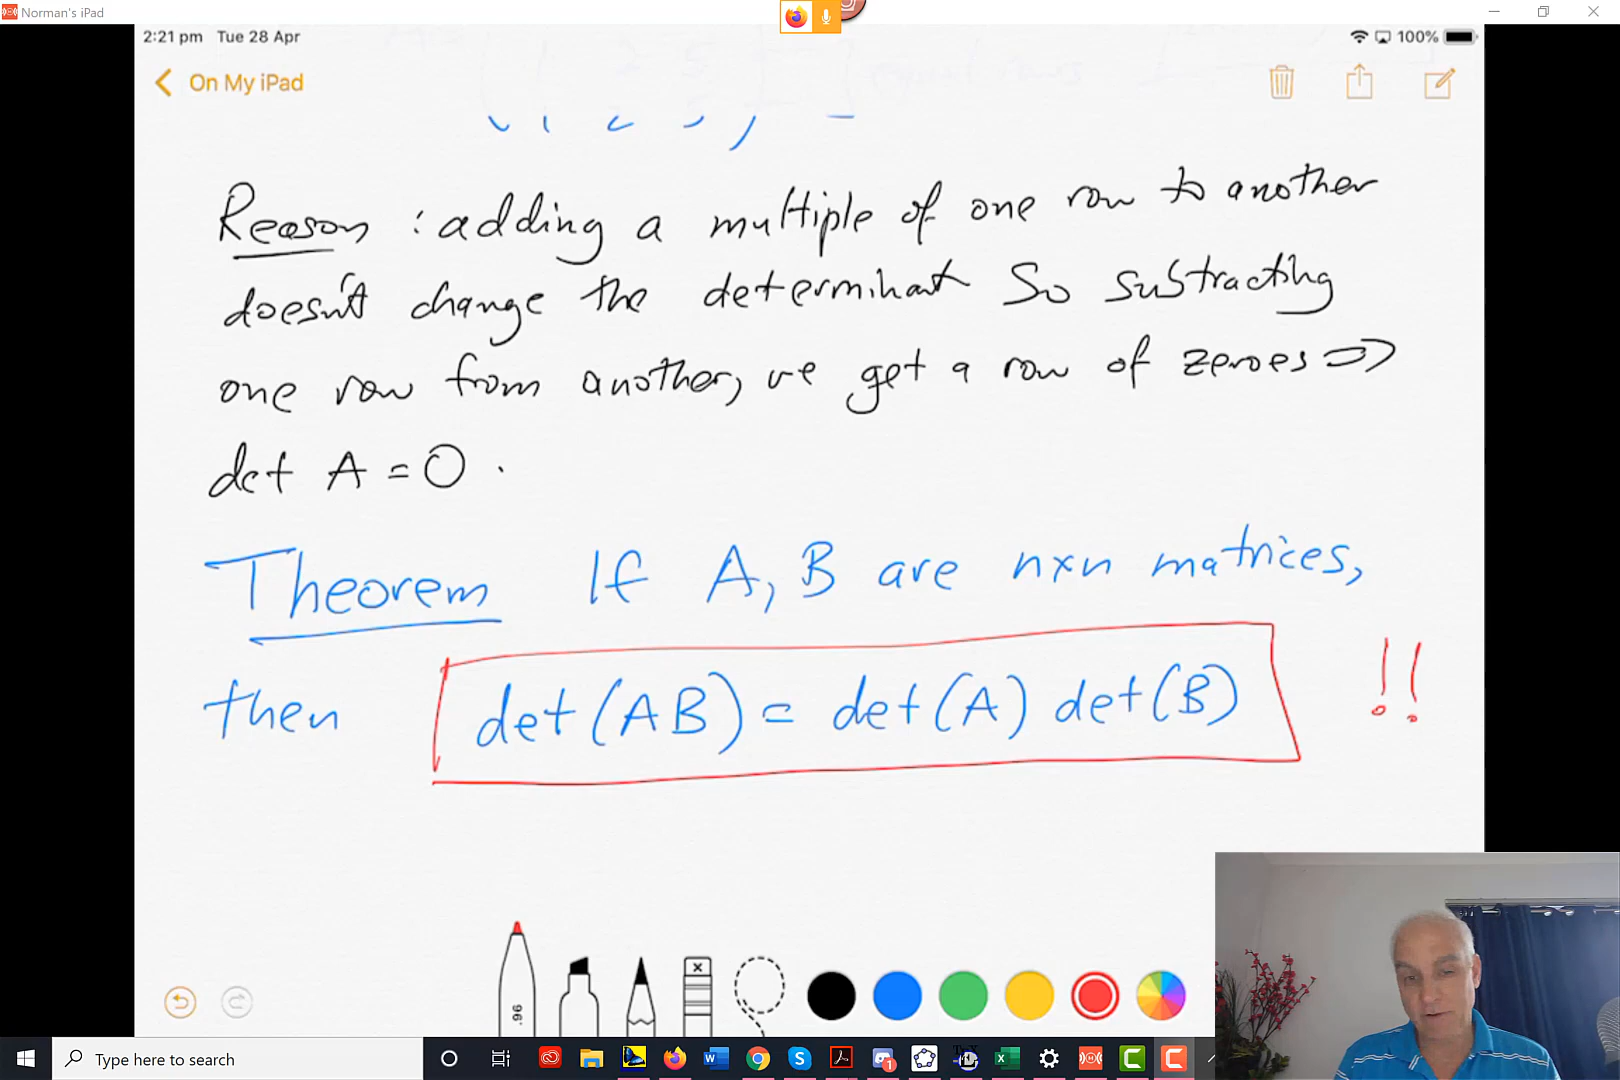 Norman's iPad
2:21 pm Tue 28 Apr
100%
On My iPad
Reason : adding a multiple of one row to another
doesn't change the determinant So subtracting
one row from another, we get a row of zeroes ⇒
det A = 0 .
Theorem If A, B are n×n matrices,
then det(AB) = det(A) det(B) !!
.96
Type here to search
1